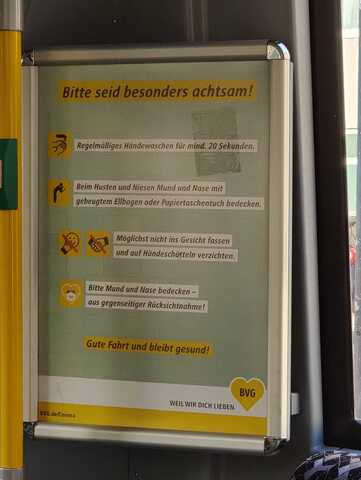 Bitte seid besonders achtsam!
Regelmäßiges Händewaschen für mind. 20 Sekunden.
Beim Husten und Niesen Mund und Nase mit
gebeugtem Ellbogen oder Papiertaschentuch bedecken.
Möglichst nicht ins Gesicht fassen
und auf Händeschütteln verzichten.
Bitte Mund und Nase bedecken –
aus gegenseitiger Rücksichtnahme!
Gute Fahrt und bleibt gesund!
BVG
WEIL WIR DICH LIEBEN.
BVG.de/Corona